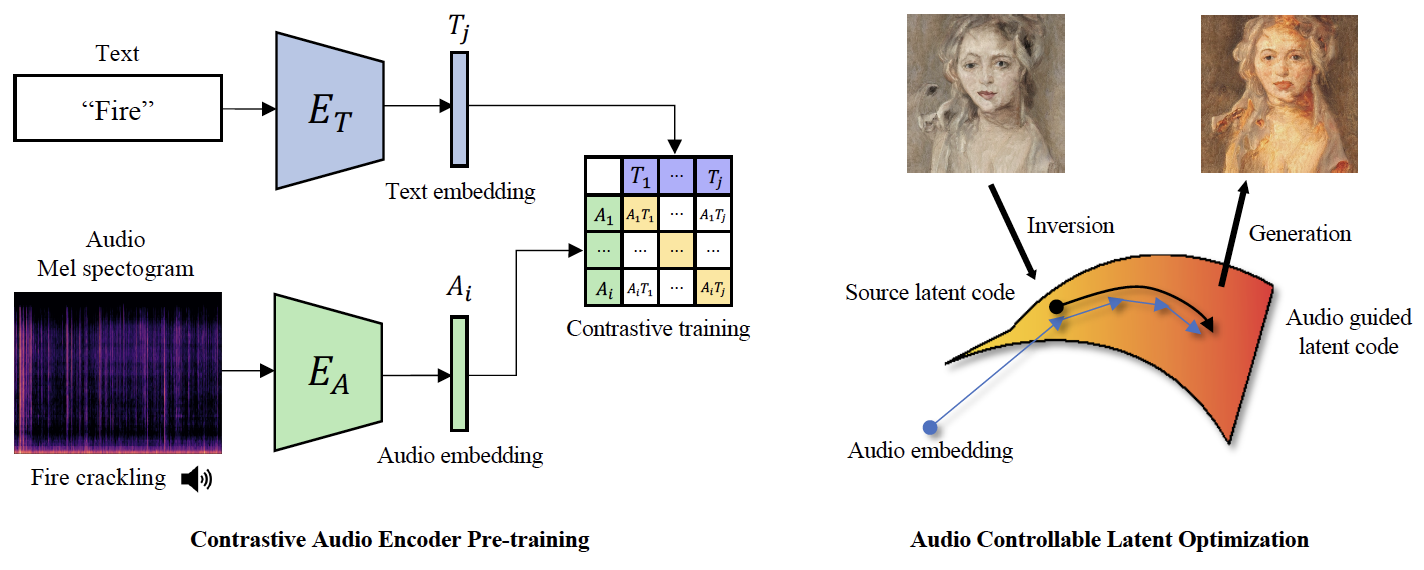 Text
“Fire”
E_T
T_j
Text embedding
Audio
Mel spectogram
E_A
A_i
Audio embedding
Fire crackling
T_1 ... T_j
A_1 A_1T_1 ... A_1T_j
... ... ... ...
A_i A_iT_1 ... A_iT_j
Contrastive training
Contrastive Audio Encoder Pre-training
Inversion
Generation
Source latent code
Audio guided
latent code
Audio embedding
Audio Controllable Latent Optimization